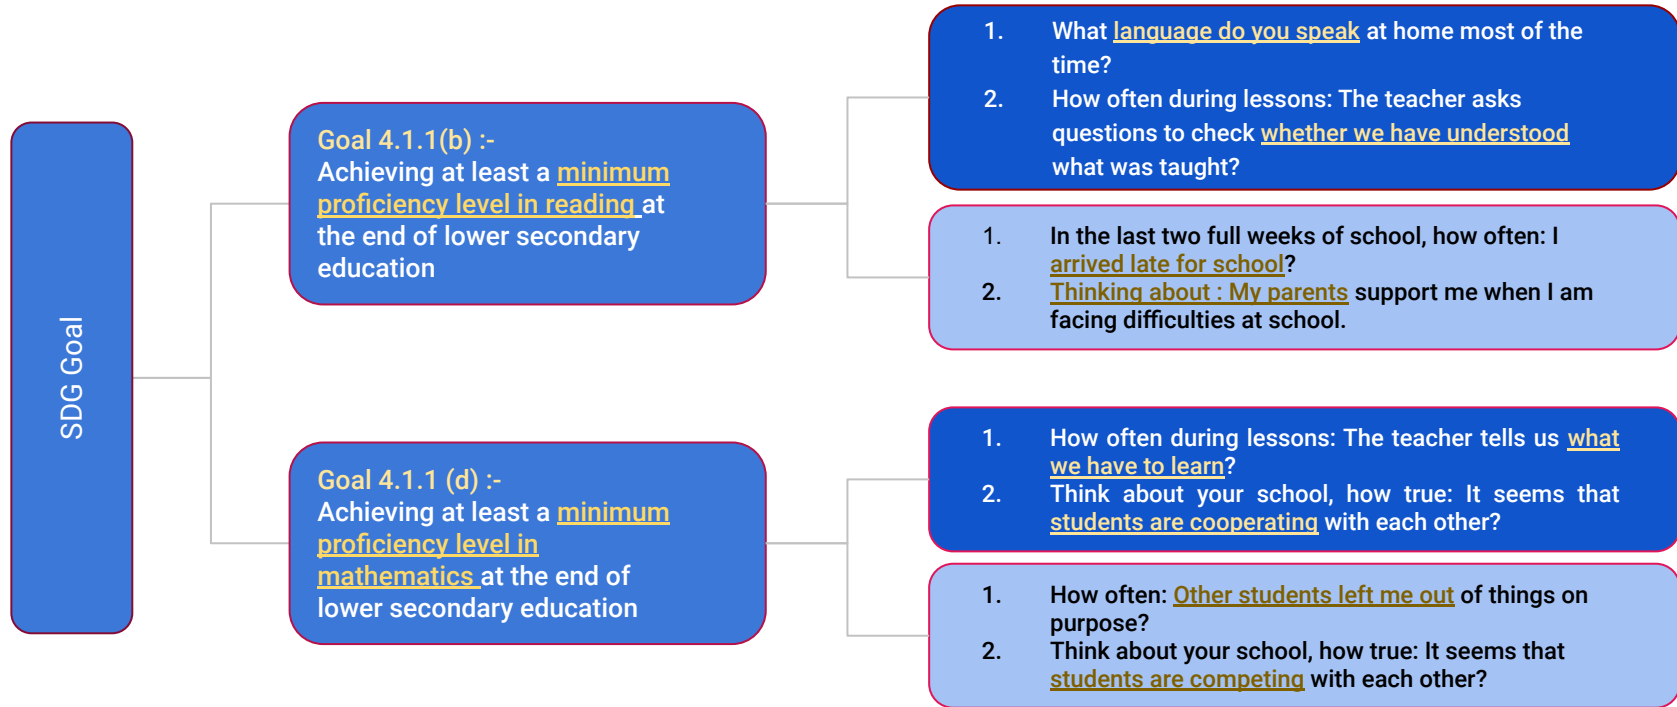 SDG Goal
Goal 4.1.1(b) :-
Achieving at least a minimum
proficiency level in reading at
the end of lower secondary
education
1. What language do you speak at home most of the
time?
2. How often during lessons: The teacher asks
questions to check whether we have understood
what was taught?
1. In the last two full weeks of school, how often: I
arrived late for school?
2. Thinking about : My parents support me when I am
facing difficulties at school.
Goal 4.1.1 (d) :-
Achieving at least a minimum
proficiency level in
mathematics at the end of
lower secondary education
1. How often during lessons: The teacher tells us what
we have to learn?
2. Think about your school, how true: It seems that
students are cooperating with each other?
1. How often: Other students left me out of things on
purpose?
2. Think about your school, how true: It seems that
students are competing with each other?